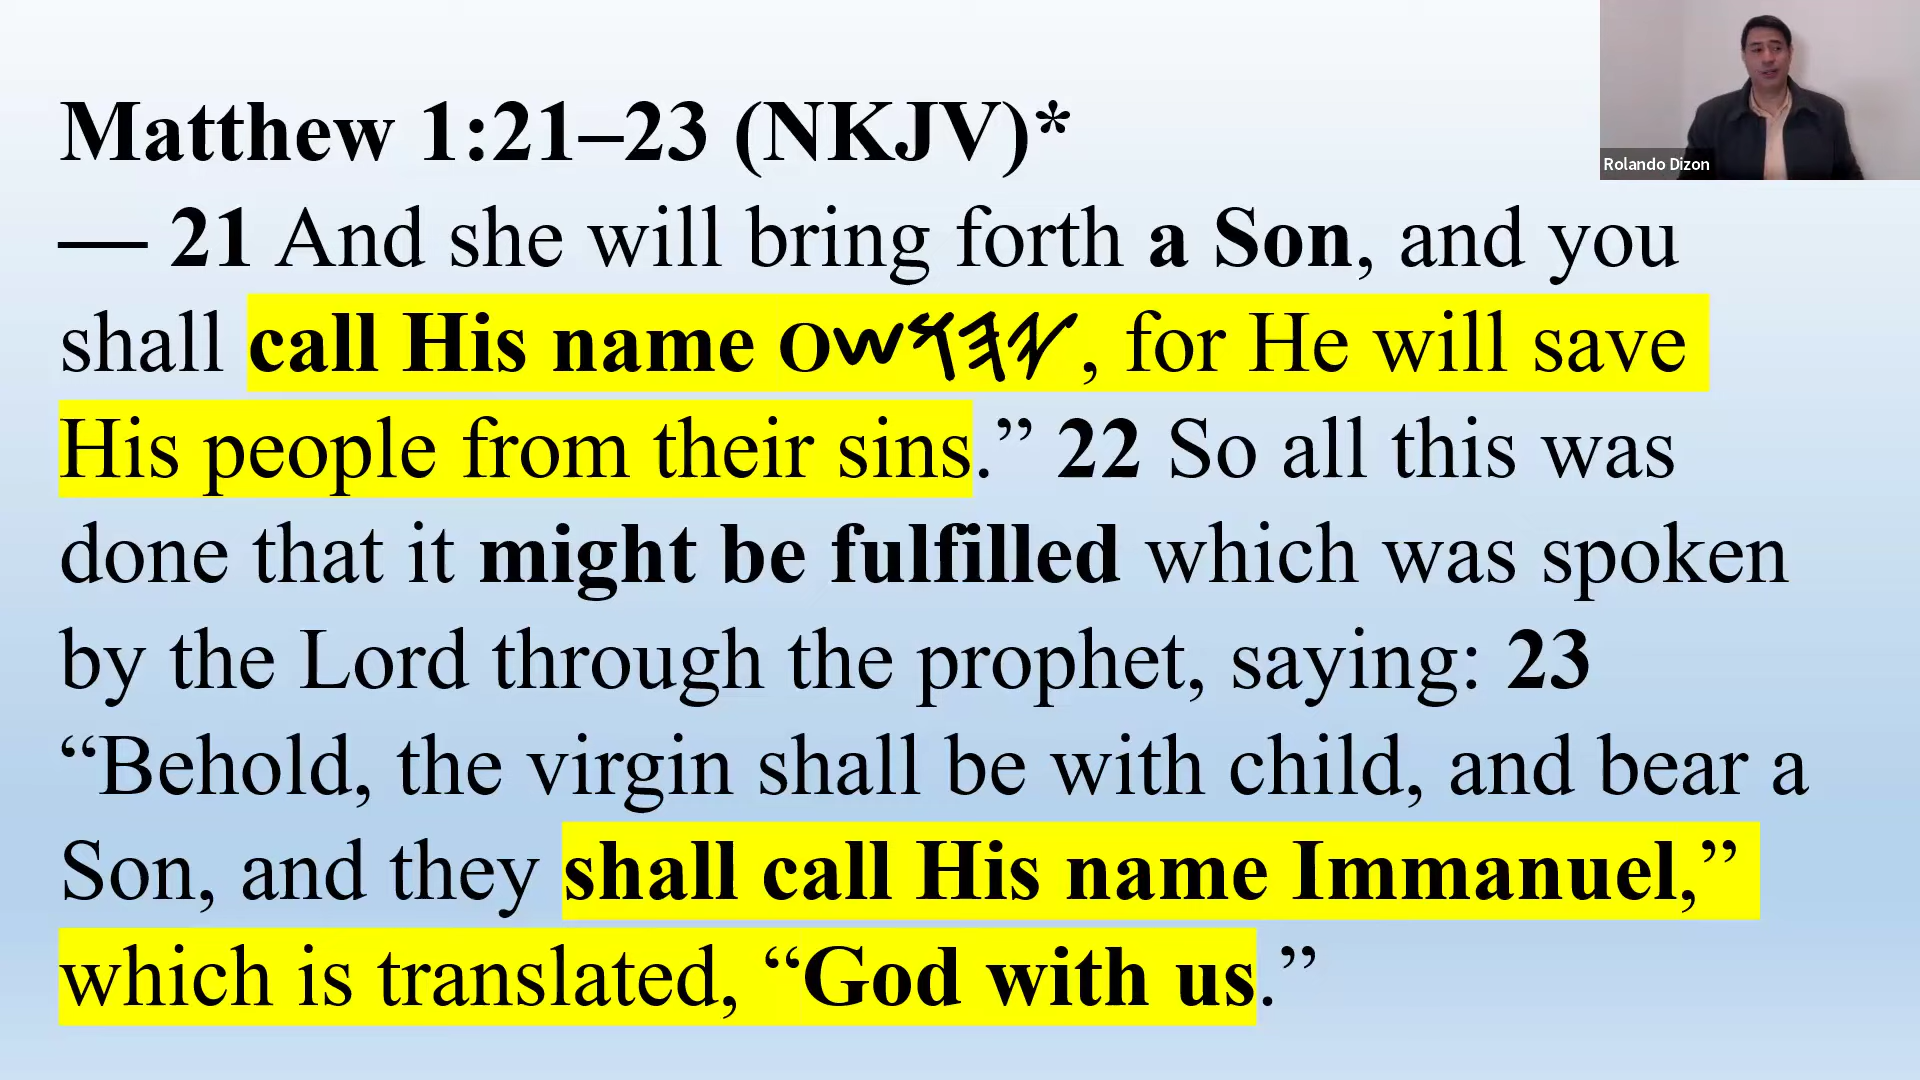 Matthew 1:21–23 (NKJV)*
— 21 And she will bring forth a Son, and you
shall call His name 𐤉𐤄𐤅𐤔𐤏, for He will save
His people from their sins.” 22 So all this was
done that it might be fulfilled which was spoken
by the Lord through the prophet, saying: 23
“Behold, the virgin shall be with child, and bear a
Son, and they shall call His name Immanuel,”
which is translated, “God with us.”
Rolando Dizon